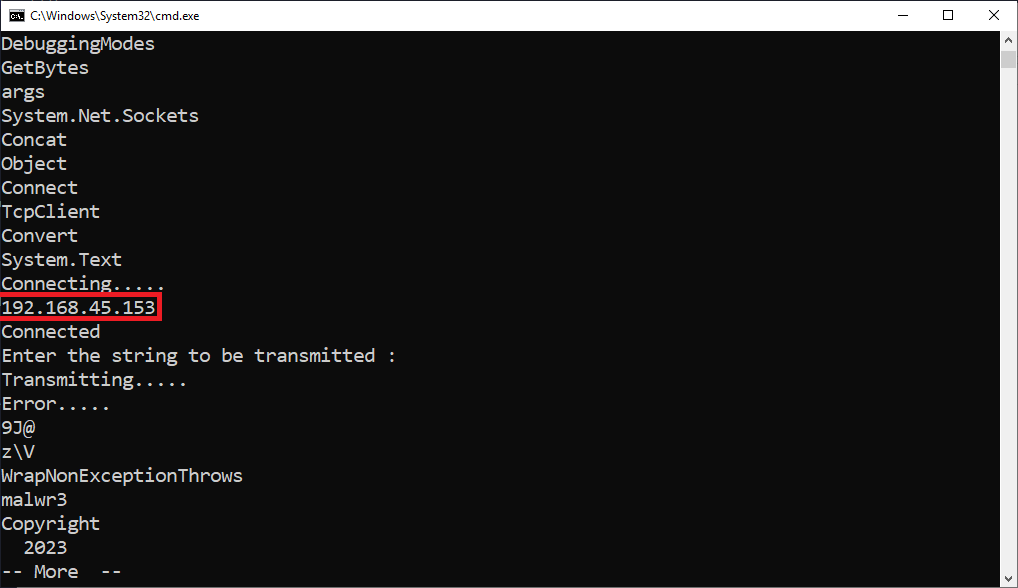 C:\Windows\System32\cmd.exe
DebuggingModes
GetBytes
args
System.Net.Sockets
Concat
Object
Connect
TcpClient
Convert
System.Text
Connecting.....
192.168.45.153
Connected
Enter the string to be transmitted :
Transmitting.....
Error.....
9J@
z\V
WrapNonExceptionThrows
malwr3
Copyright
  2023
-- More  --